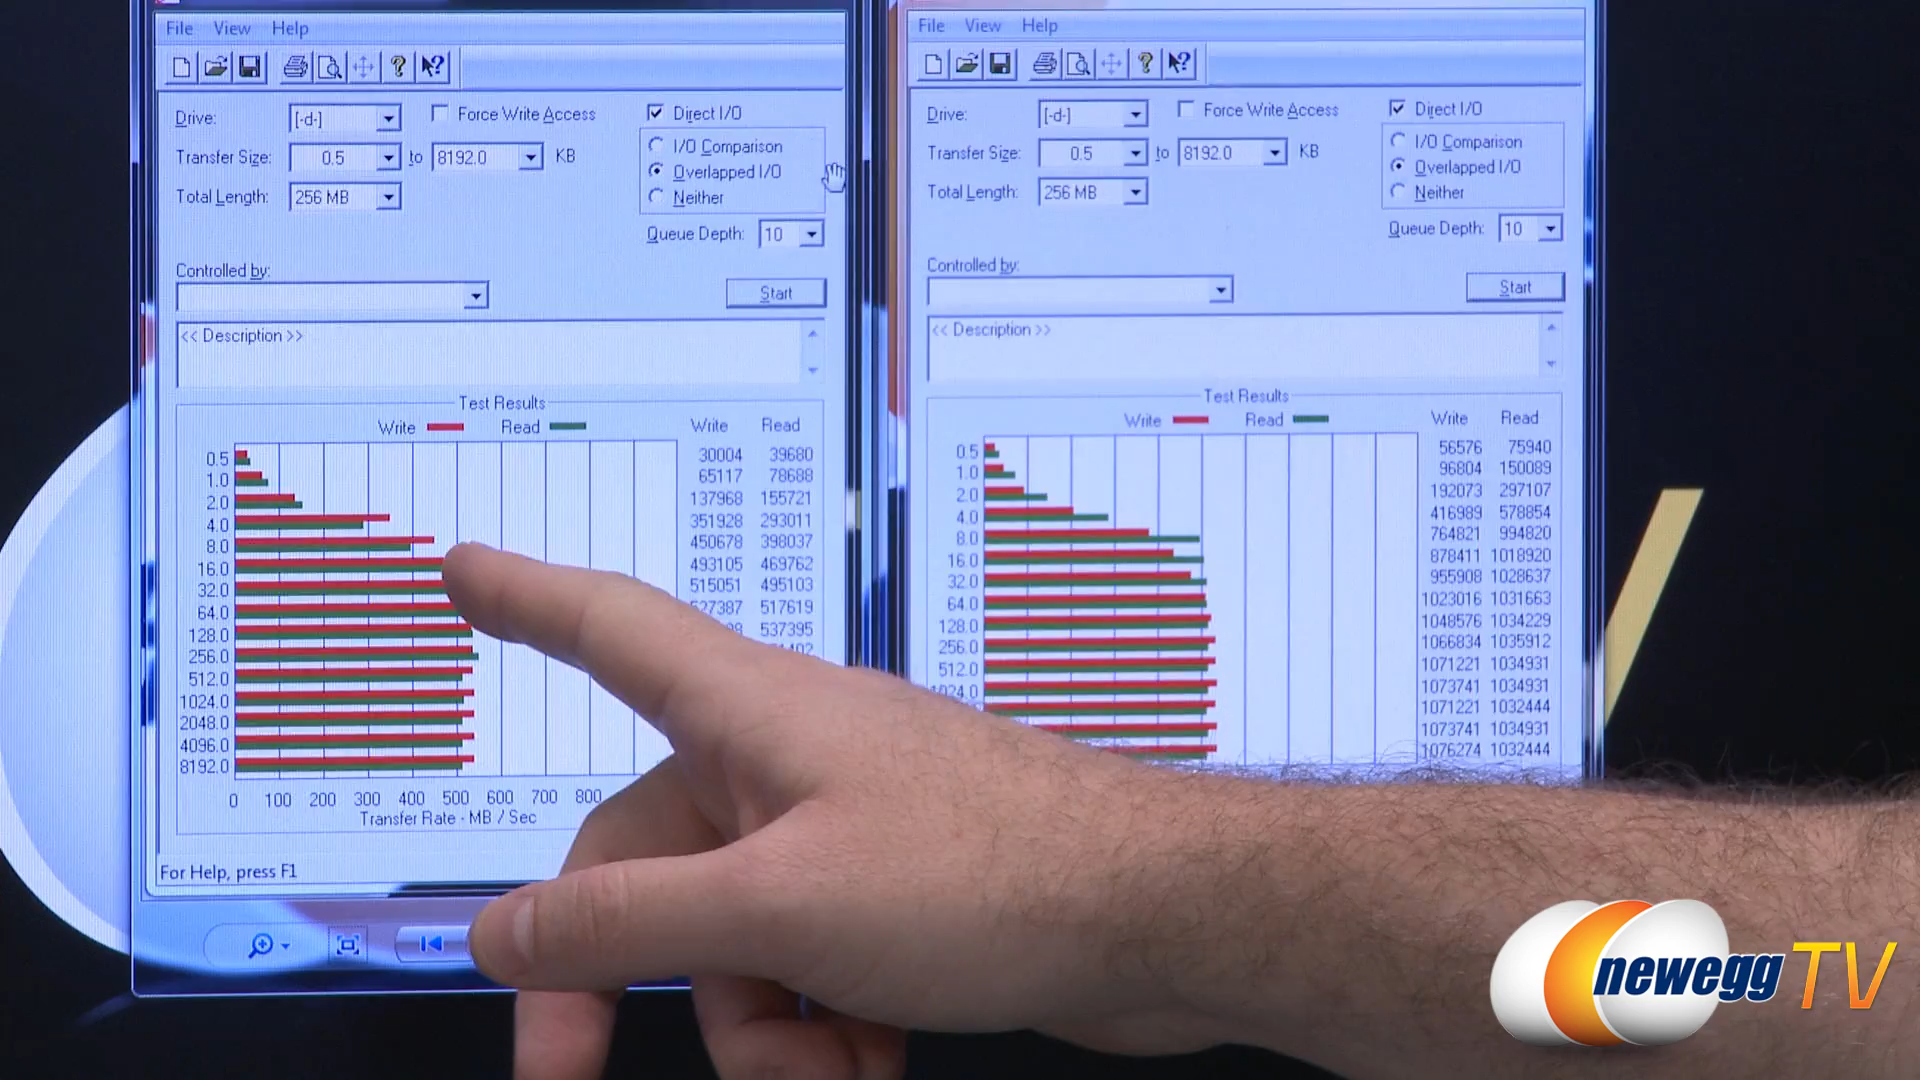 File View Help
Drive: [-d-] Force Write Access Direct I/O
I/O Comparison
Transfer Size: 0.5 to 8192.0 KB
Overlapped I/O
Total Length: 256 MB
Neither
Queue Depth: 10
Controlled by:
Start
<< Description >>
Test Results
Write Read Write Read
0.5 30004 39680
1.0 65117 78688
2.0 137968 155721
4.0 351928 293011
8.0 450678 398037
16.0 493105 469762
32.0 515051 495103
64.0 527387 517619
128.0 537395
256.0
512.0
1024.0
2048.0
4096.0
8192.0
0 100 200 300 400 500 600 700 800
Transfer Rate - MB / Sec
For Help, press F1
File View Help
Drive: [-d-] Force Write Access Direct I/O
I/O Comparison
Transfer Size: 0.5 to 8192.0 KB
Overlapped I/O
Total Length: 256 MB
Neither
Queue Depth: 10
Controlled by:
Start
<< Description >>
Test Results
Write Read Write Read
0.5 56576 75940
1.0 96804 150089
2.0 192073 297107
4.0 416989 578854
8.0 764821 994820
16.0 878411 1018920
32.0 955908 1028637
64.0 1023016 1031663
128.0 1048576 1034229
256.0 1066834 1035912
512.0 1071221 1034931
1024.0 1073741 1034931
1071221 1032444
1073741 1034931
1076274 1032444
newegg TV